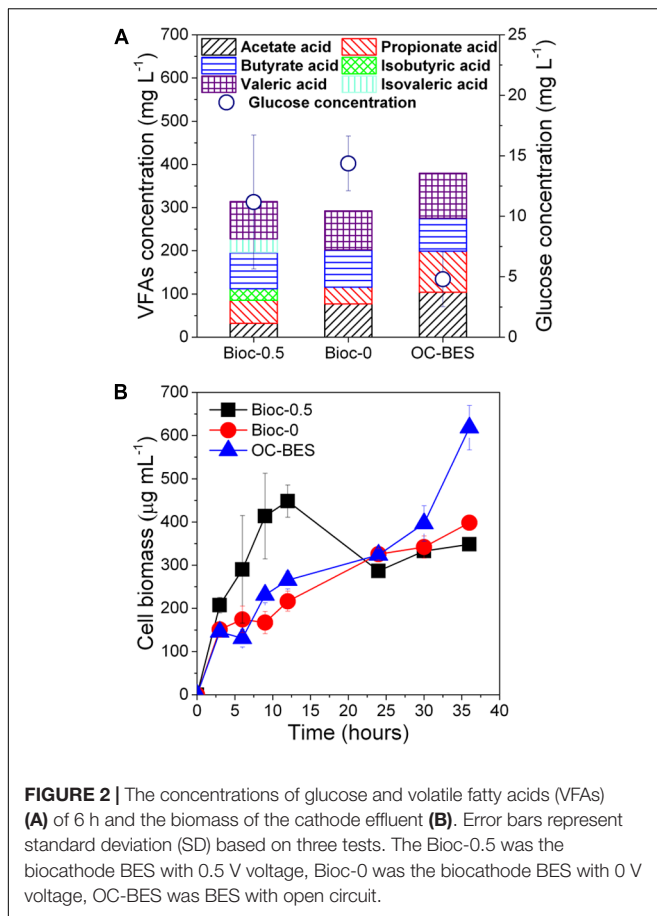 A
Acetate acid Propionate acid
Butyrate acid Isobutyric acid
Valeric acid Isovaleric acid
Glucose concentration
VFAs concentration (mg L⁻¹)
700
600
500
400
300
200
100
0
Glucose concentration (mg L⁻¹)
25
20
15
10
5
0
Bioc-0.5 Bioc-0 OC-BES
B
Bioc-0.5
Bioc-0
OC-BES
Cell biomass (µg mL⁻¹)
700
600
500
400
300
200
100
0
0 5 10 15 20 25 30 35 40
Time (hours)
FIGURE 2 | The concentrations of glucose and volatile fatty acids (VFAs)
(A) of 6 h and the biomass of the cathode effluent (B). Error bars represent
standard deviation (SD) based on three tests. The Bioc-0.5 was the
biocathode BES with 0.5 V voltage, Bioc-0 was the biocathode BES with 0 V
voltage, OC-BES was BES with open circuit.